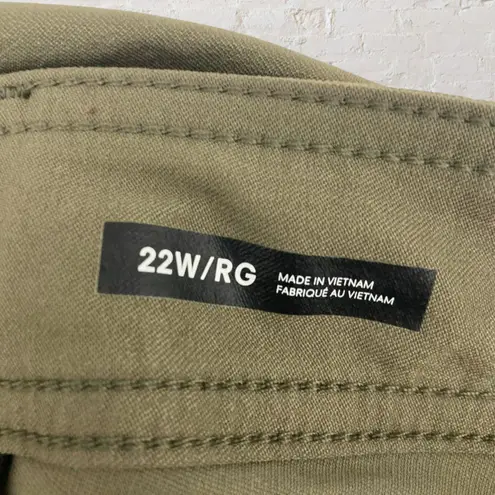 22W/RG
MADE IN VIETNAM
FABRIQUÉ AU VIETNAM